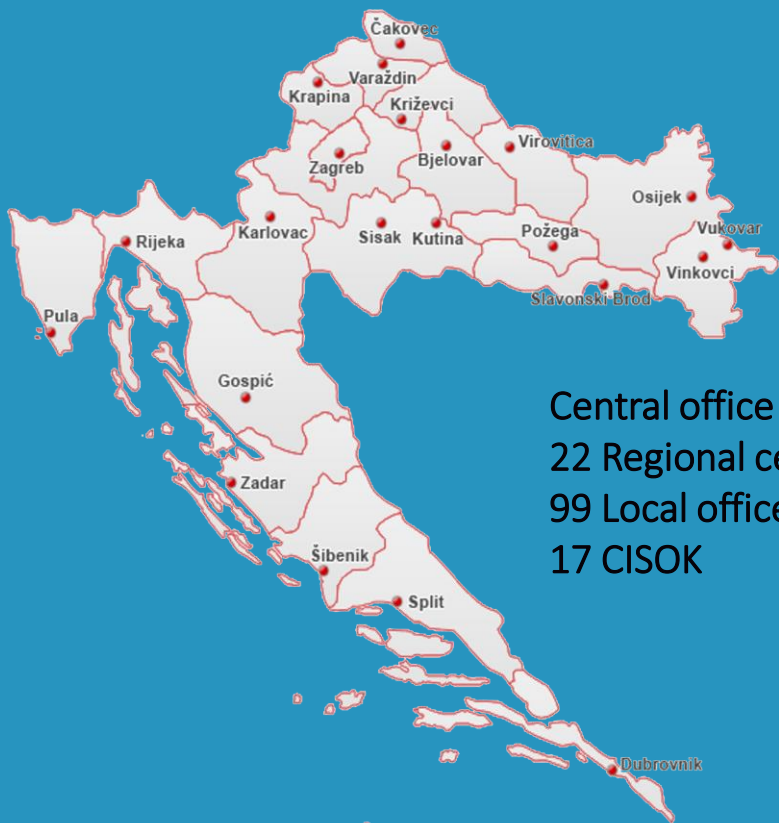 Čakovec
Varaždin
Krapina
Križevci
Virovitica
Zagreb
Bjelovar
Osijek
Rijeka
Karlovac
Sisak
Kutina
Požega
Vukovar
Vinkovci
Slavonski Brod
Pula
Gospić
Central office
22 Regional ce
99 Local office
17 CISOK
Zadar
Šibenik
Split
Dubrovnik